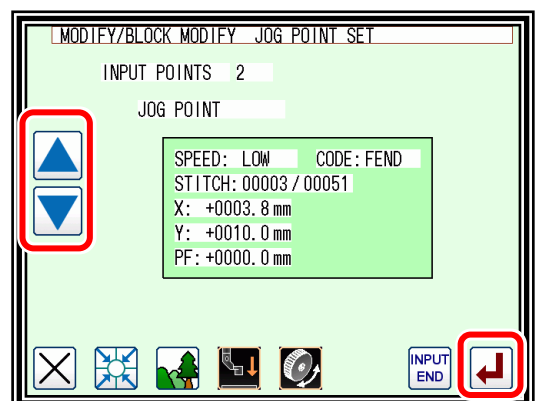 MODIFY/BLOCK MODIFY JOG POINT SET
INPUT POINTS 2
JOG POINT
SPEED: LOW CODE:FEND
STITCH:00003/00051
X: +0003.8mm
Y: +0010.0mm
PF:+0000.0mm
INPUT
END